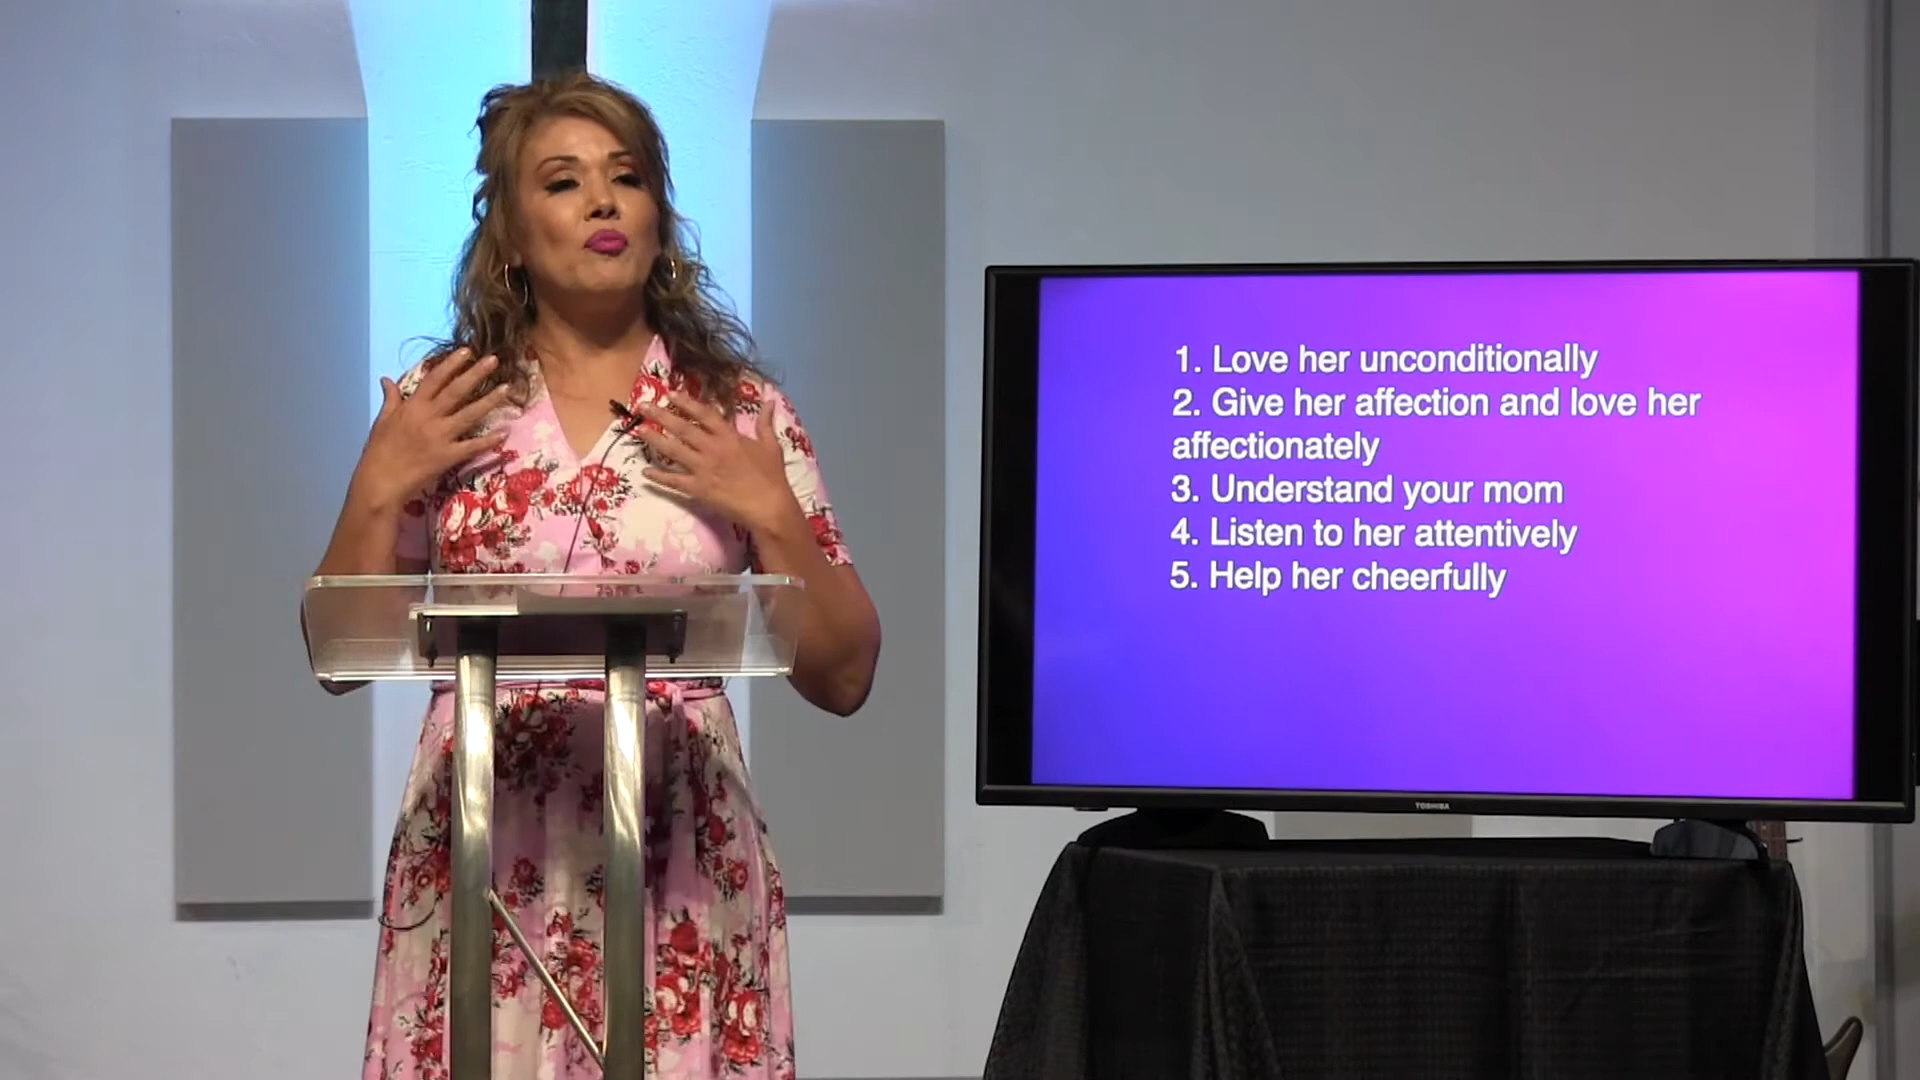 1. Love her unconditionally
2. Give her affection and love her
affectionately
3. Understand your mom
4. Listen to her attentively
5. Help her cheerfully
TOSHIBA